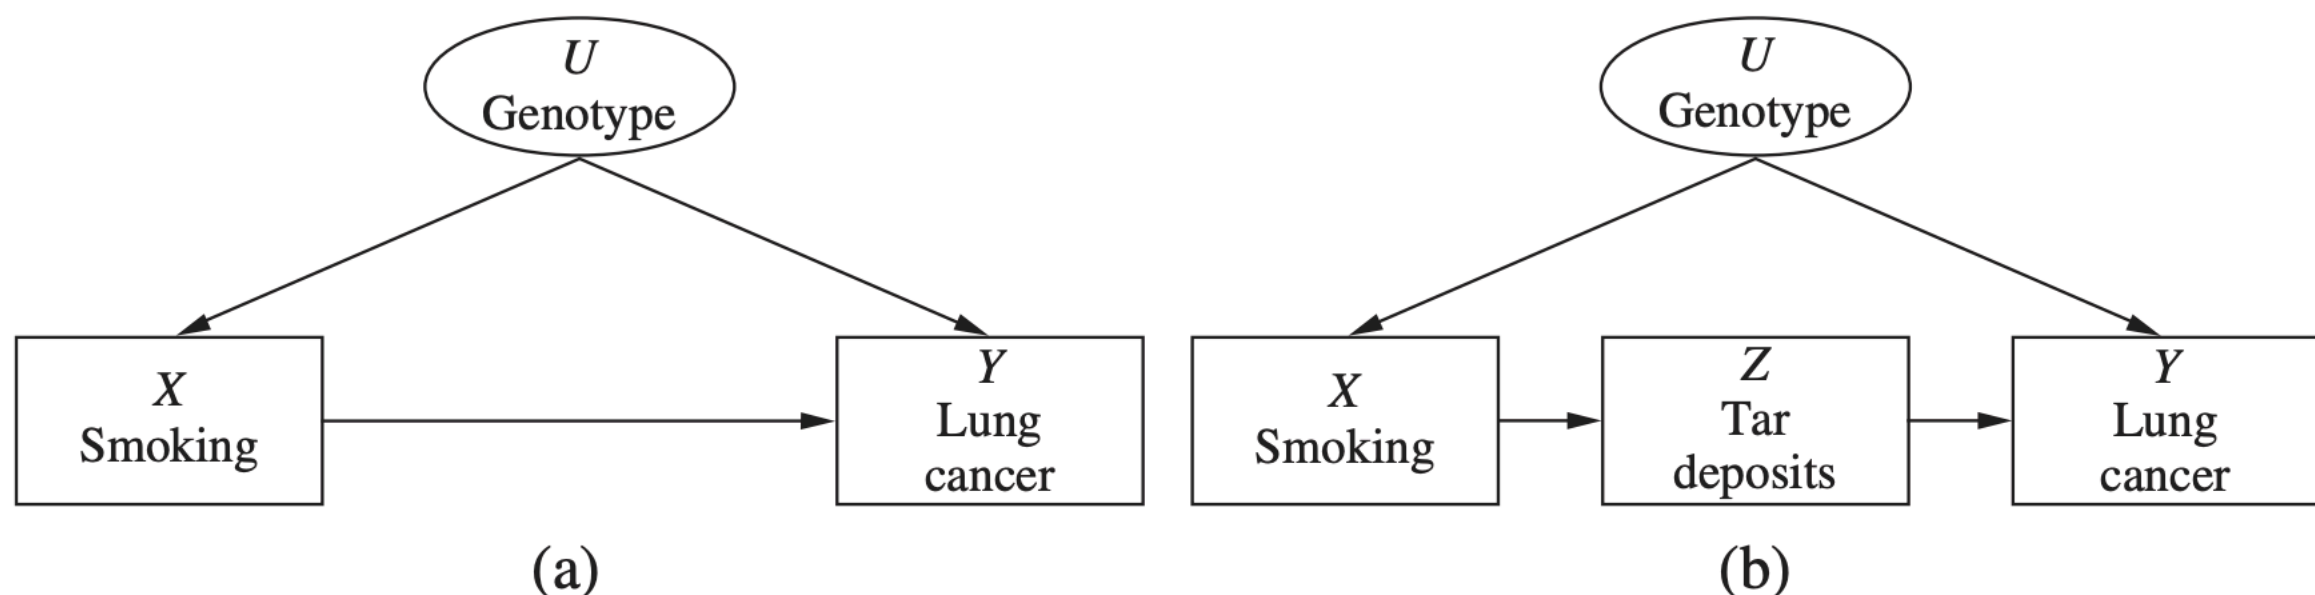 U
Genotype
X
Smoking
Y
Lung
cancer
(a)
U
Genotype
X
Smoking
Z
Tar
deposits
Y
Lung
cancer
(b)